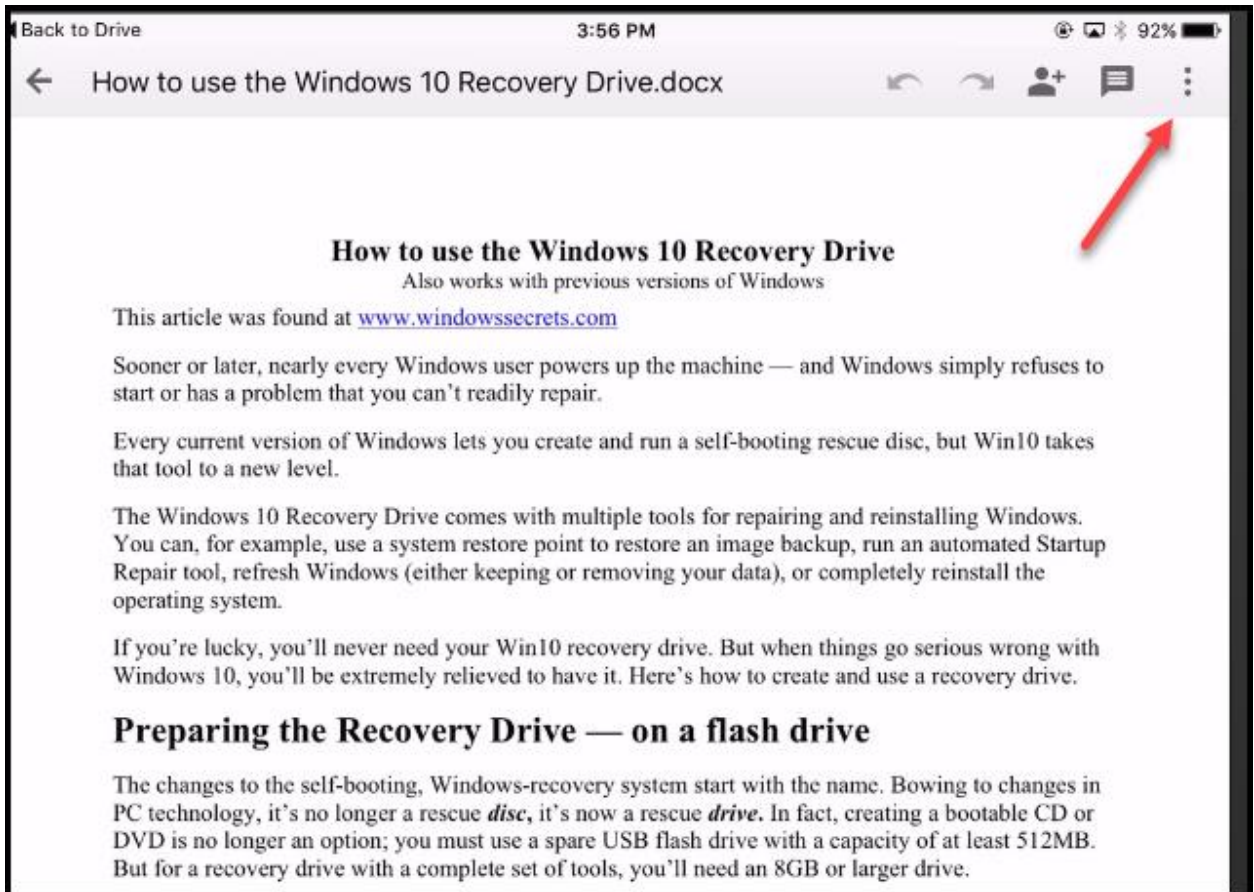 Back to Drive 3:56 PM 92%
How to use the Windows 10 Recovery Drive.docx
How to use the Windows 10 Recovery Drive
Also works with previous versions of Windows
This article was found at www.windowssecrets.com
Sooner or later, nearly every Windows user powers up the machine — and Windows simply refuses to
start or has a problem that you can’t readily repair.
Every current version of Windows lets you create and run a self-booting rescue disc, but Win10 takes
that tool to a new level.
The Windows 10 Recovery Drive comes with multiple tools for repairing and reinstalling Windows.
You can, for example, use a system restore point to restore an image backup, run an automated Startup
Repair tool, refresh Windows (either keeping or removing your data), or completely reinstall the
operating system.
If you’re lucky, you’ll never need your Win10 recovery drive. But when things go serious wrong with
Windows 10, you’ll be extremely relieved to have it. Here’s how to create and use a recovery drive.
Preparing the Recovery Drive — on a flash drive
The changes to the self-booting, Windows-recovery system start with the name. Bowing to changes in
PC technology, it’s no longer a rescue disc, it’s now a rescue drive. In fact, creating a bootable CD or
DVD is no longer an option; you must use a spare USB flash drive with a capacity of at least 512MB.
But for a recovery drive with a complete set of tools, you’ll need an 8GB or larger drive.